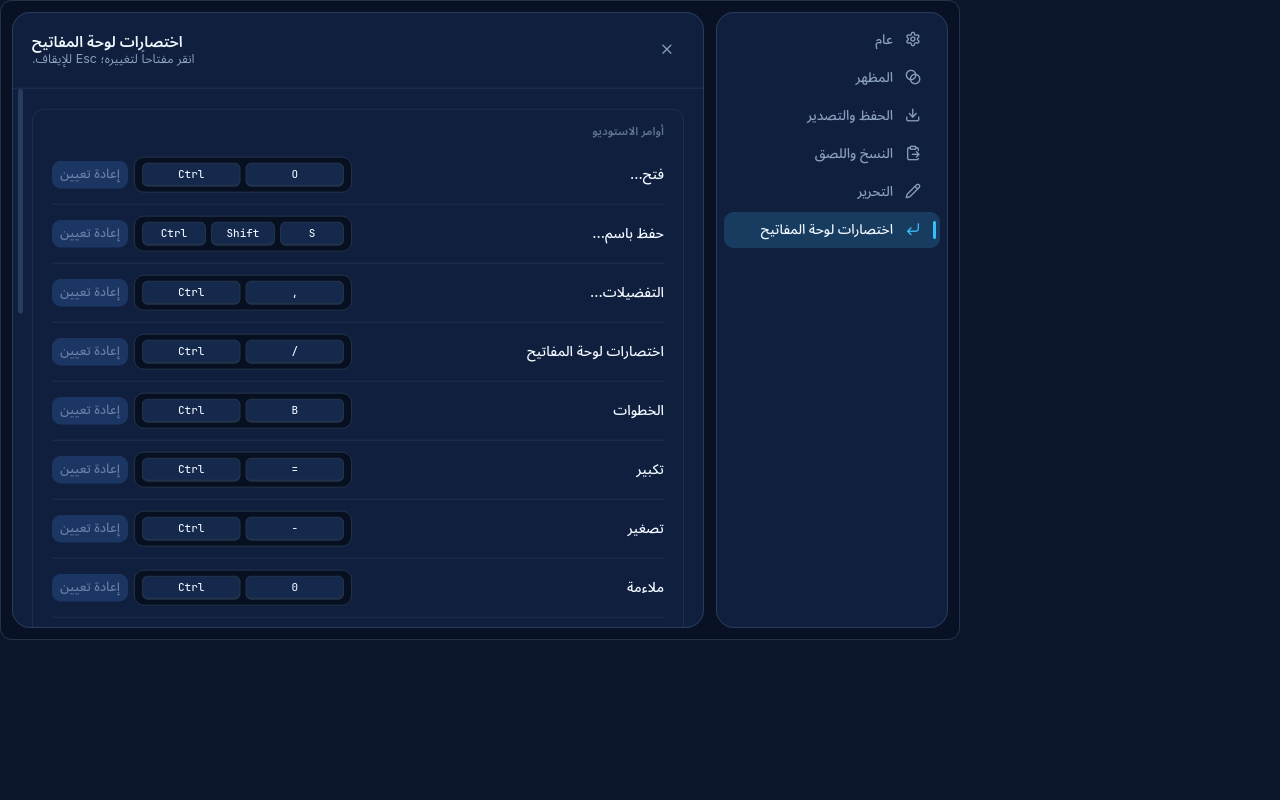 عام
المظهر
الحفظ والتصدير
النسخ واللصق
التحرير
اختصارات لوحة المفاتيح
اختصارات لوحة المفاتيح
انقر مفتاحاً لتغييره؛ Esc للإيقاف.
أوامر الاستوديو
فتح... O Ctrl إعادة تعيين
حفظ باسم... S Shift Ctrl إعادة تعيين
التفضيلات... , Ctrl إعادة تعيين
اختصارات لوحة المفاتيح / Ctrl إعادة تعيين
الخطوات B Ctrl إعادة تعيين
تكبير = Ctrl إعادة تعيين
تصغير - Ctrl إعادة تعيين
ملاءمة 0 Ctrl إعادة تعيين